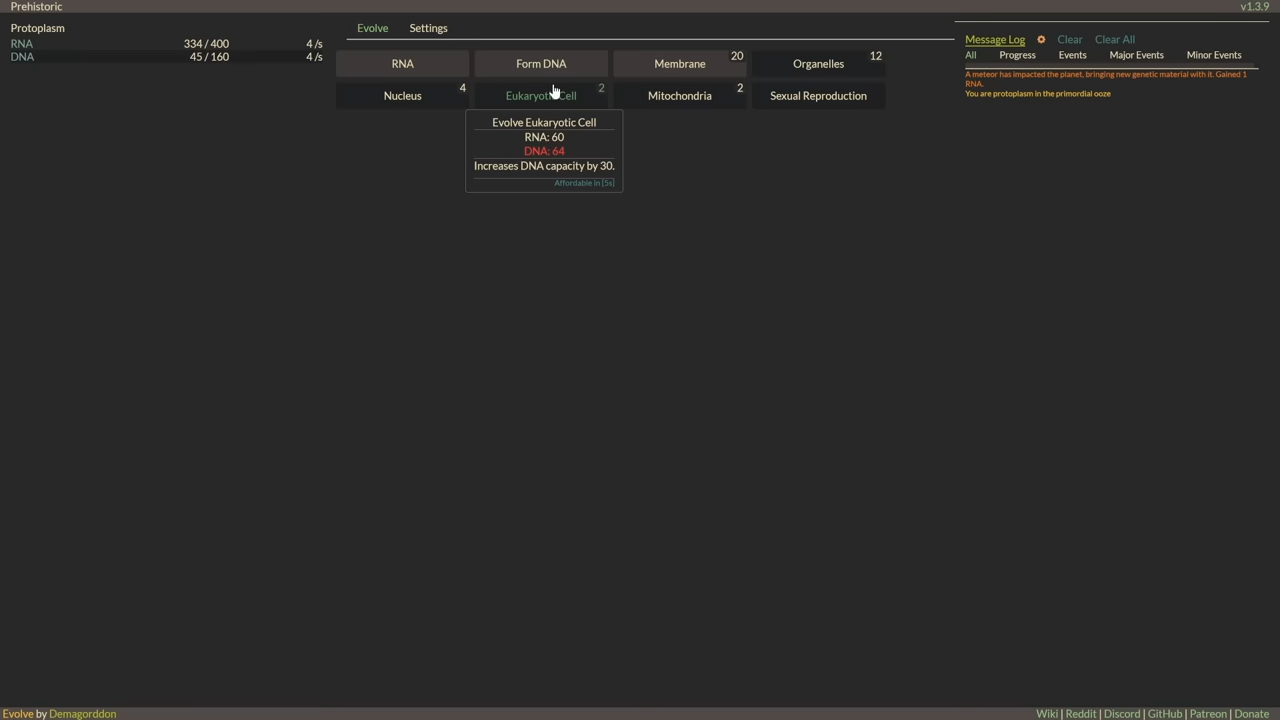 Prehistoric
v1.3.9
Protoplasm
RNA 334 / 400 4 /s
DNA 45 / 160 4 /s
Evolve Settings
RNA
Form DNA
Membrane 20
Organelles 12
Nucleus 4
Eukaryotic Cell 2
Mitochondria 2
Sexual Reproduction
Evolve Eukaryotic Cell
RNA: 60
DNA: 64
Increases DNA capacity by 30.
Affordable in [5s]
Message Log Clear Clear All
All Progress Events Major Events Minor Events
A meteor has impacted the planet, bringing new genetic material with it. Gained 1
RNA.
You are protoplasm in the primordial ooze
Evolve by Demagorddon
Wiki | Reddit | Discord | GitHub | Patreon | Donate